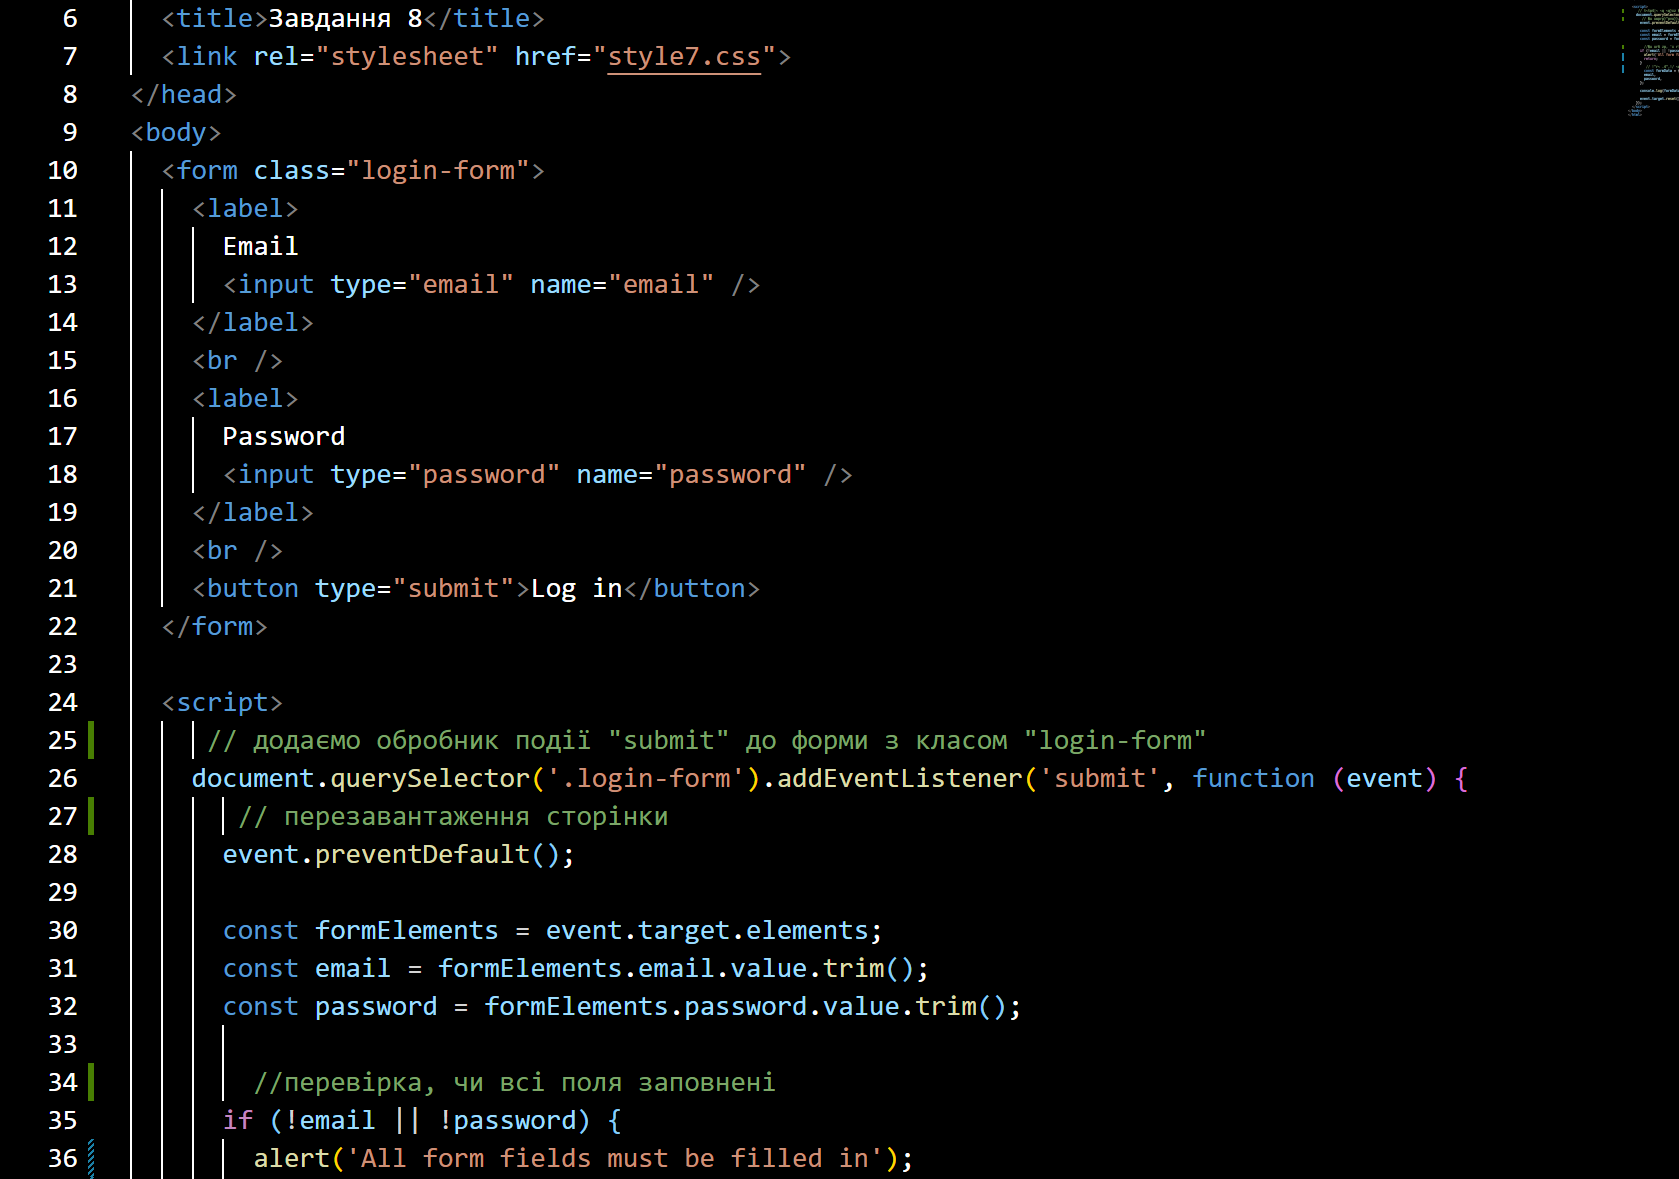 6 <title>Завдання 8</title>
7 <link rel="stylesheet" href="style7.css">
8 </head>
9 <body>
10 <form class="login-form">
11 <label>
12 Email
13 <input type="email" name="email" />
14 </label>
15 <br />
16 <label>
17 Password
18 <input type="password" name="password" />
19 </label>
20 <br />
21 <button type="submit">Log in</button>
22 </form>
23
24 <script>
25 // додаємо обробник події "submit" до форми з класом "login-form"
26 document.querySelector('.login-form').addEventListener('submit', function (event) {
27 // перезавантаження сторінки
28 event.preventDefault();
29
30 const formElements = event.target.elements;
31 const email = formElements.email.value.trim();
32 const password = formElements.password.value.trim();
33
34 //перевірка, чи всі поля заповнені
35 if (!email || !password) {
36 alert('All form fields must be filled in');